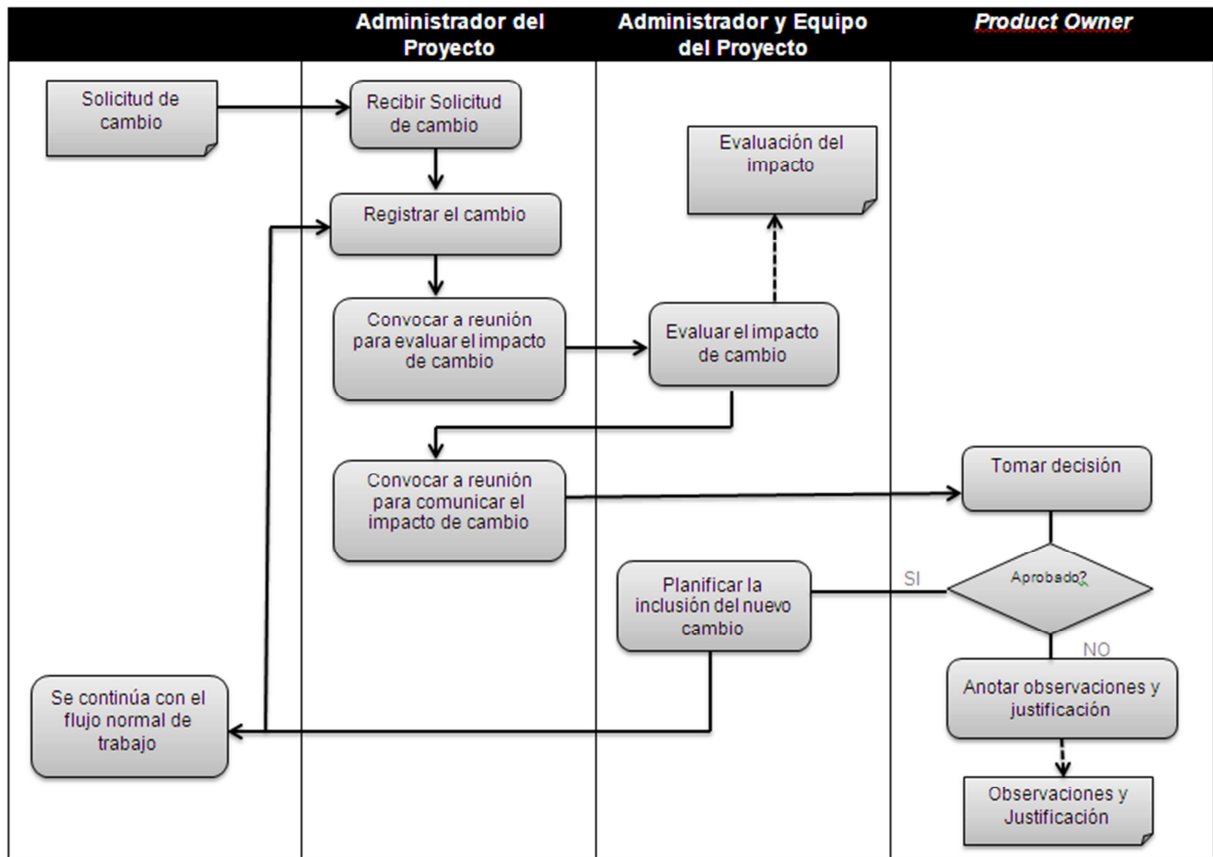 Administrador del
Proyecto
Administrador y Equipo
del Proyecto
Product Owner
Solicitud de
cambio
Recibir Solicitud
de cambio
Evaluación del
impacto
Registrar el cambio
Convocar a reunión
para evaluar el impacto
de cambio
Evaluar el impacto
de cambio
Convocar a reunión
para comunicar el
impacto de cambio
Tomar decisión
Aprobado?
SI
NO
Planificar la
inclusión del nuevo
cambio
Se continúa con el
flujo normal de
trabajo
Anotar observaciones y
justificación
Observaciones y
Justificación